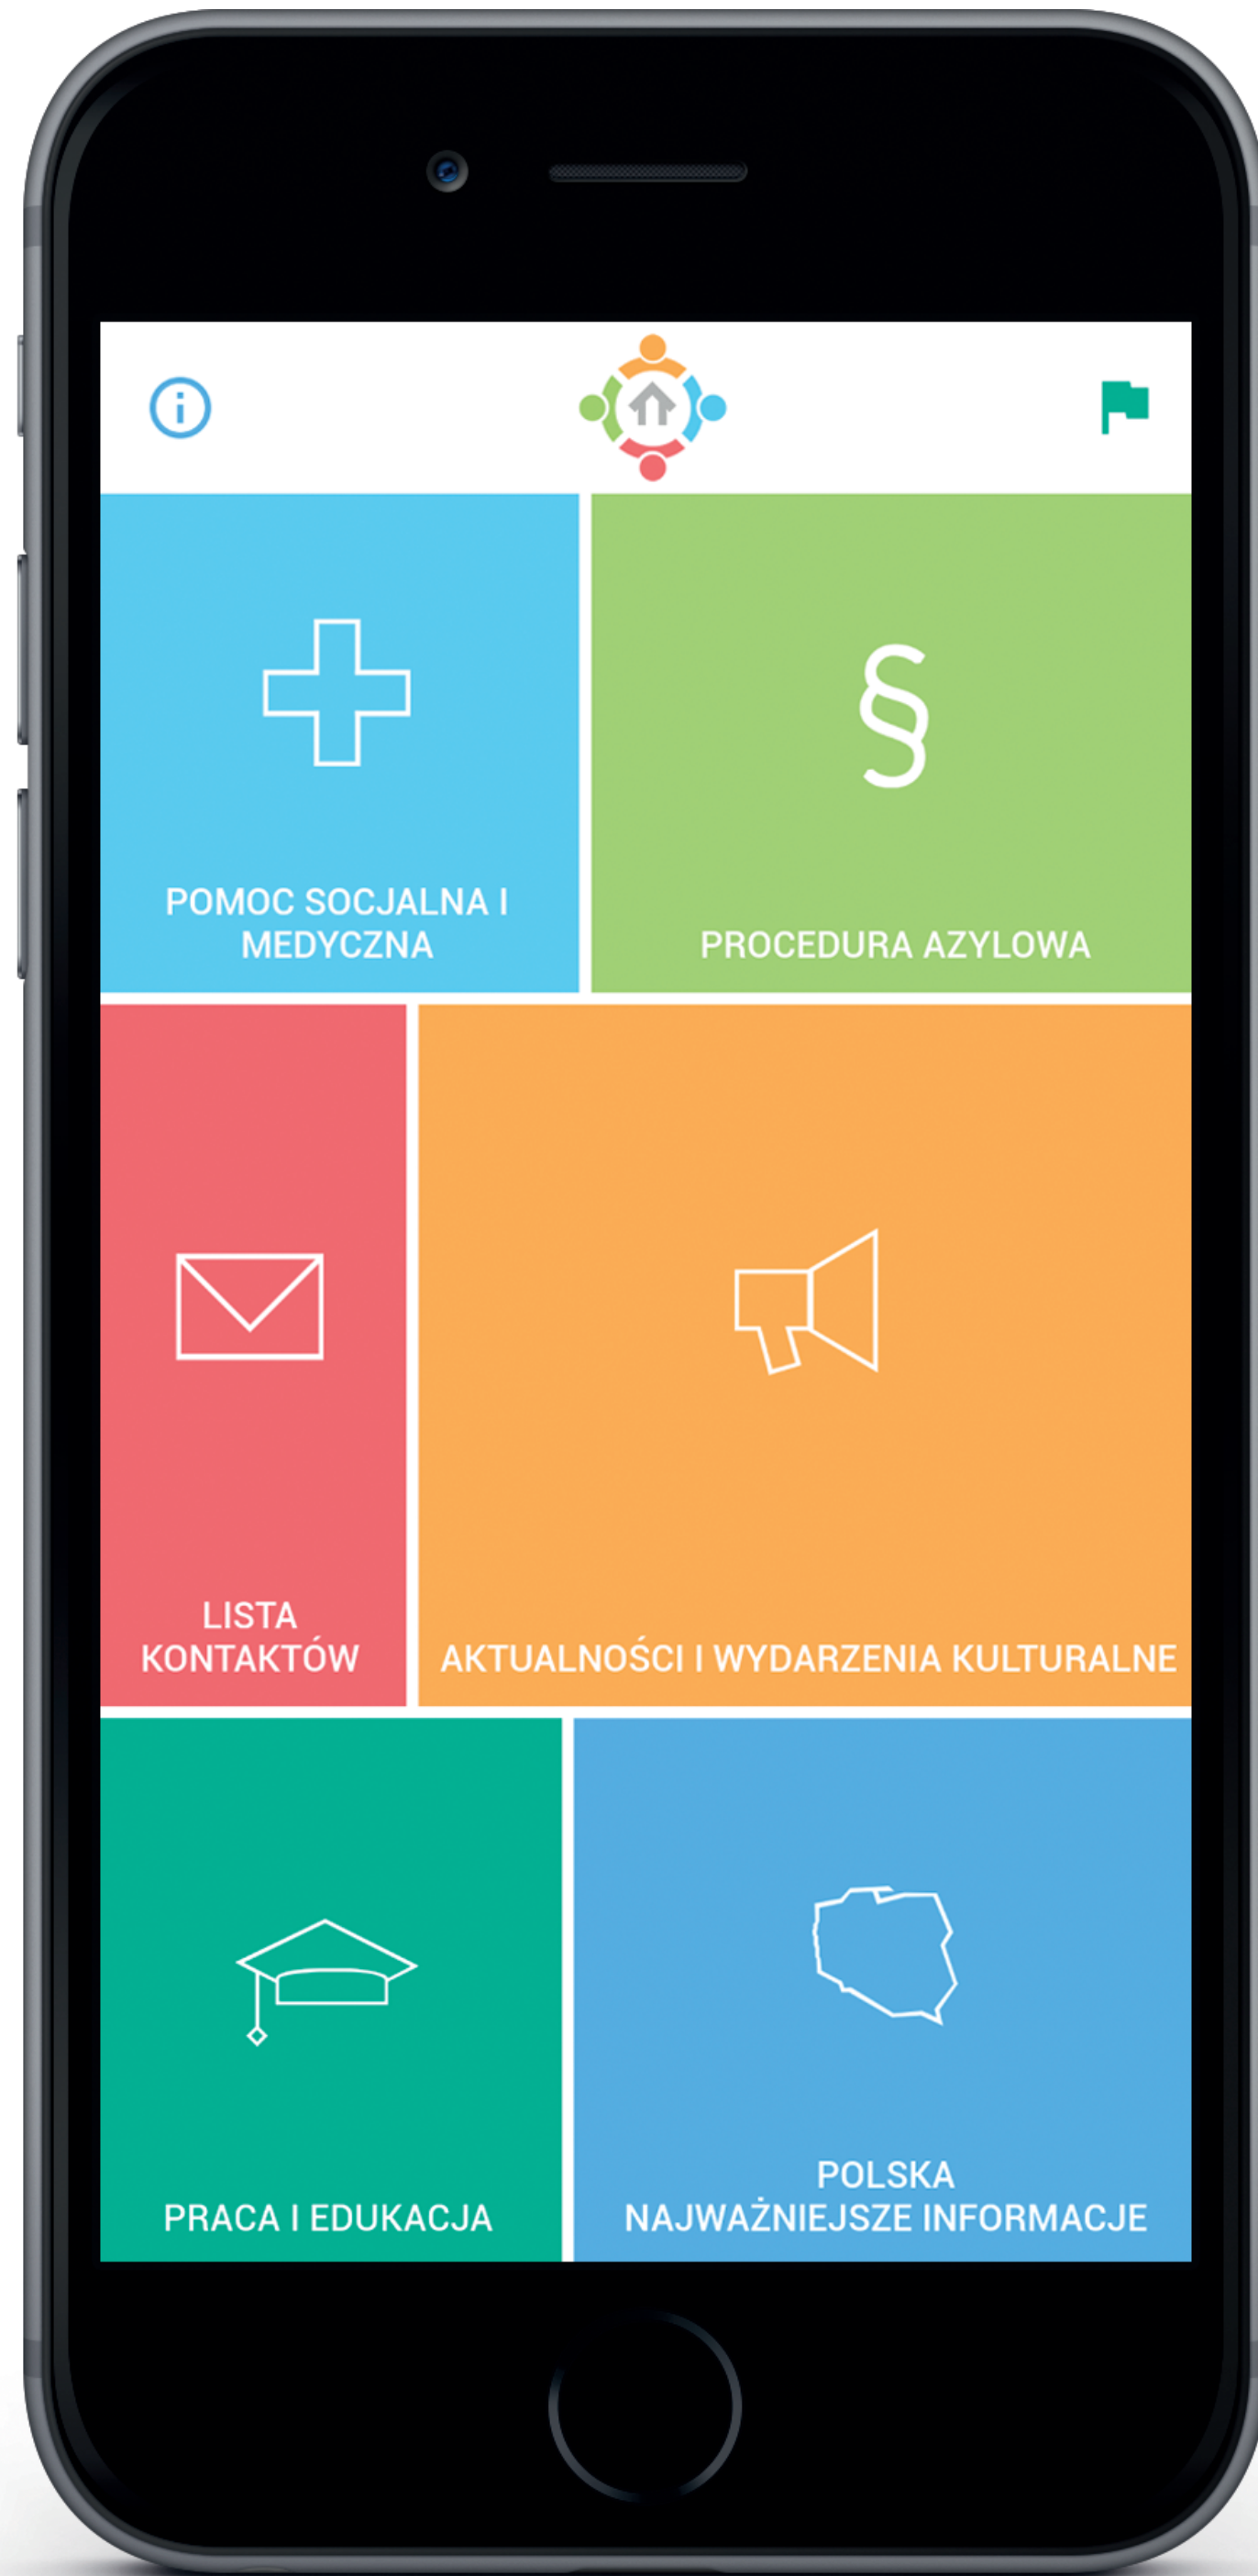 POMOC SOCJALNA I
MEDYCZNA
§
PROCEDURA AZYLOWA
LISTA
KONTAKTÓW
AKTUALNOŚCI I WYDARZENIA KULTURALNE
PRACA I EDUKACJA
POLSKA
NAJWAŻNIEJSZE INFORMACJE